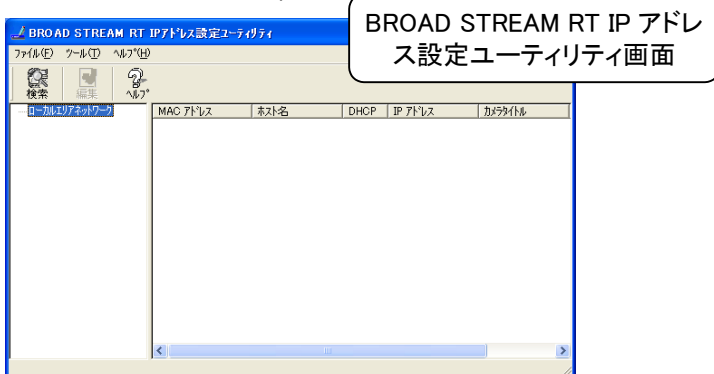 BROAD STREAM RT IP アドレ
ス設定ユーティリティ画面
BROAD STREAM RT IPアドレス設定ユーティリティ
ファイル(F) ツール(T) ヘルプ(H)
検索 編集 ヘルプ
ローカルエリアネットワーク
MAC アドレス ホスト名 DHCP IP アドレス カメラタイトル